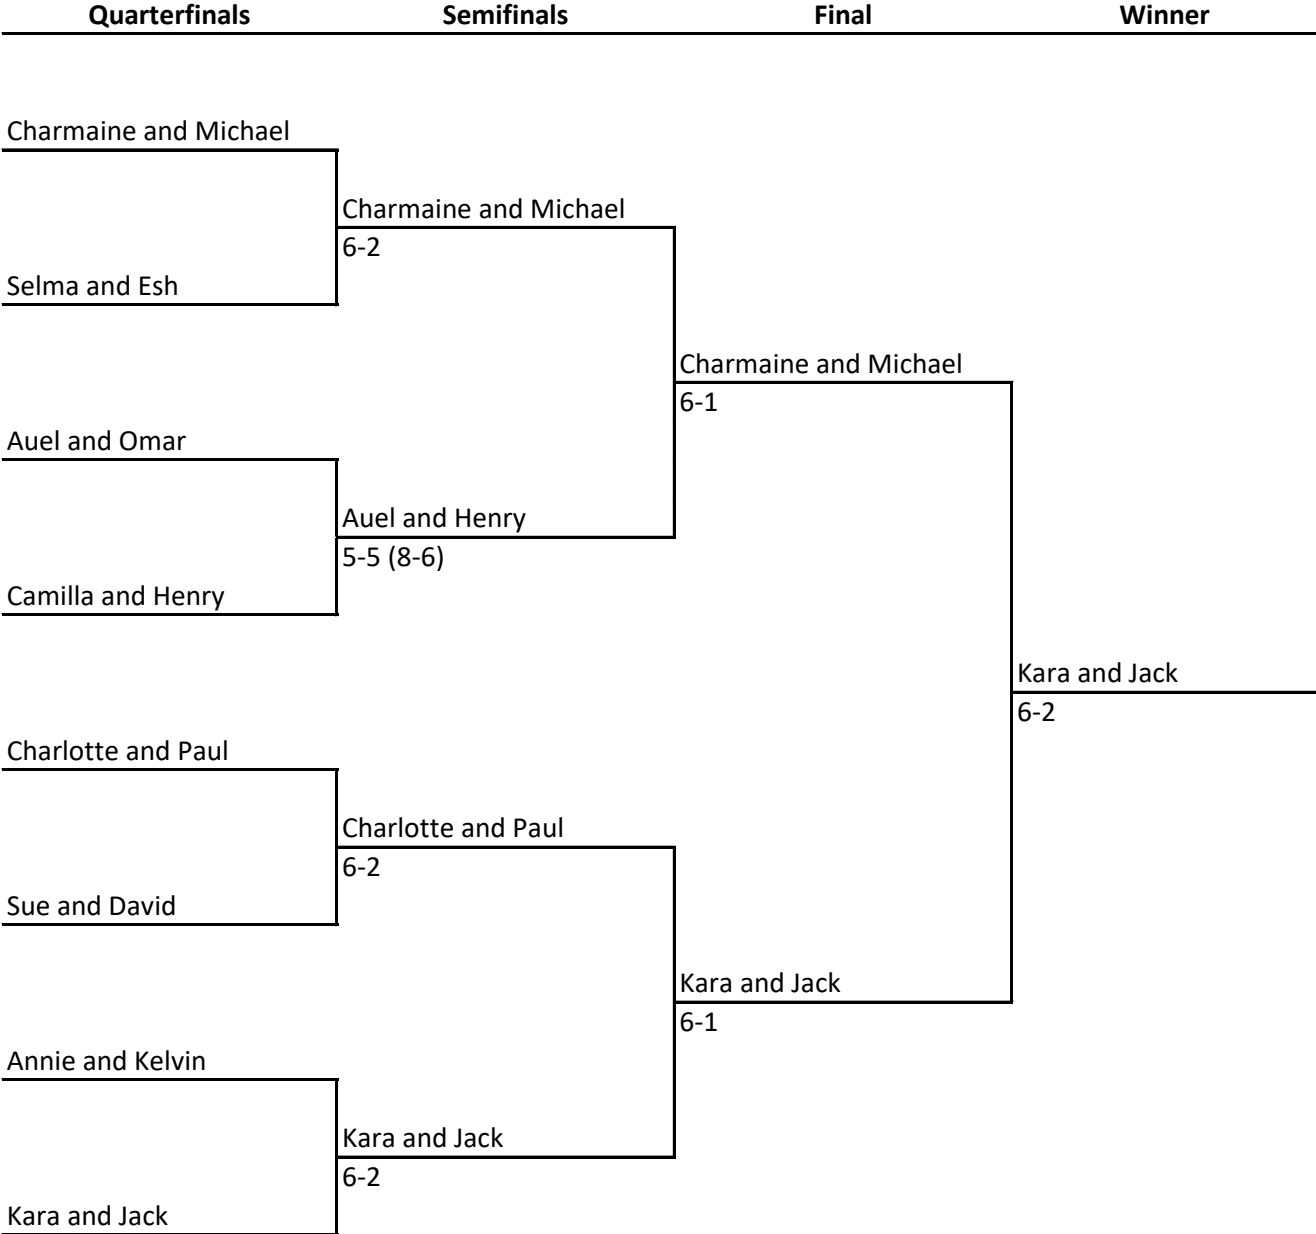 Quarterfinals Semifinals Final Winner
Charmaine and Michael
Charmaine and Michael
6-2
Selma and Esh
Charmaine and Michael
6-1
Auel and Omar
Auel and Henry
5-5 (8-6)
Camilla and Henry
Kara and Jack
6-2
Charlotte and Paul
Charlotte and Paul
6-2
Sue and David
Kara and Jack
6-1
Annie and Kelvin
Kara and Jack
6-2
Kara and Jack